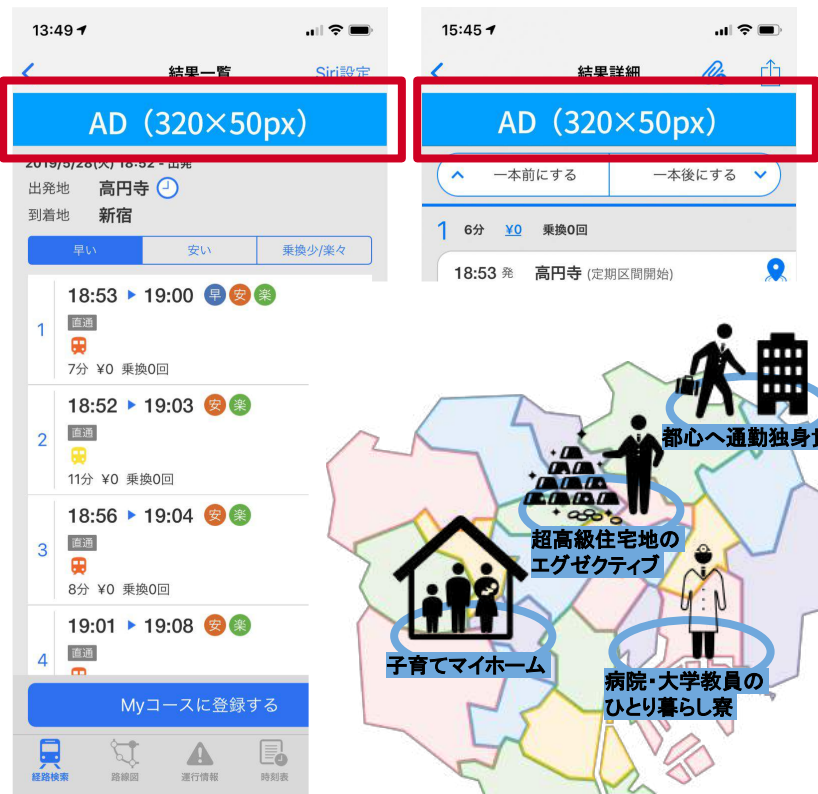 13:49
結果一覧
Siri設定
AD（320×50px）
2019/5/28(火) 18:52 - 出発
出発地 高円寺
到着地 新宿
早い 安い 乗換少/楽々
1
18:53 ▶ 19:00 早 安 楽
直通
7分 ¥0 乗換0回
2
18:52 ▶ 19:03 安 楽
直通
11分 ¥0 乗換0回
3
18:56 ▶ 19:04 安 楽
直通
8分 ¥0 乗換0回
4
19:01 ▶ 19:08 安 楽
直通
Myコースに登録する
経路検索 路線図 運行情報 時刻表
15:45
結果詳細
AD（320×50px）
一本前にする 一本後にする
1 6分 ¥0 乗換0回
18:53 発 高円寺 (定期区間開始)
都心へ通勤独身
超高級住宅地の
エグゼクティブ
子育てマイホーム
病院・大学教員の
ひとり暮らし寮